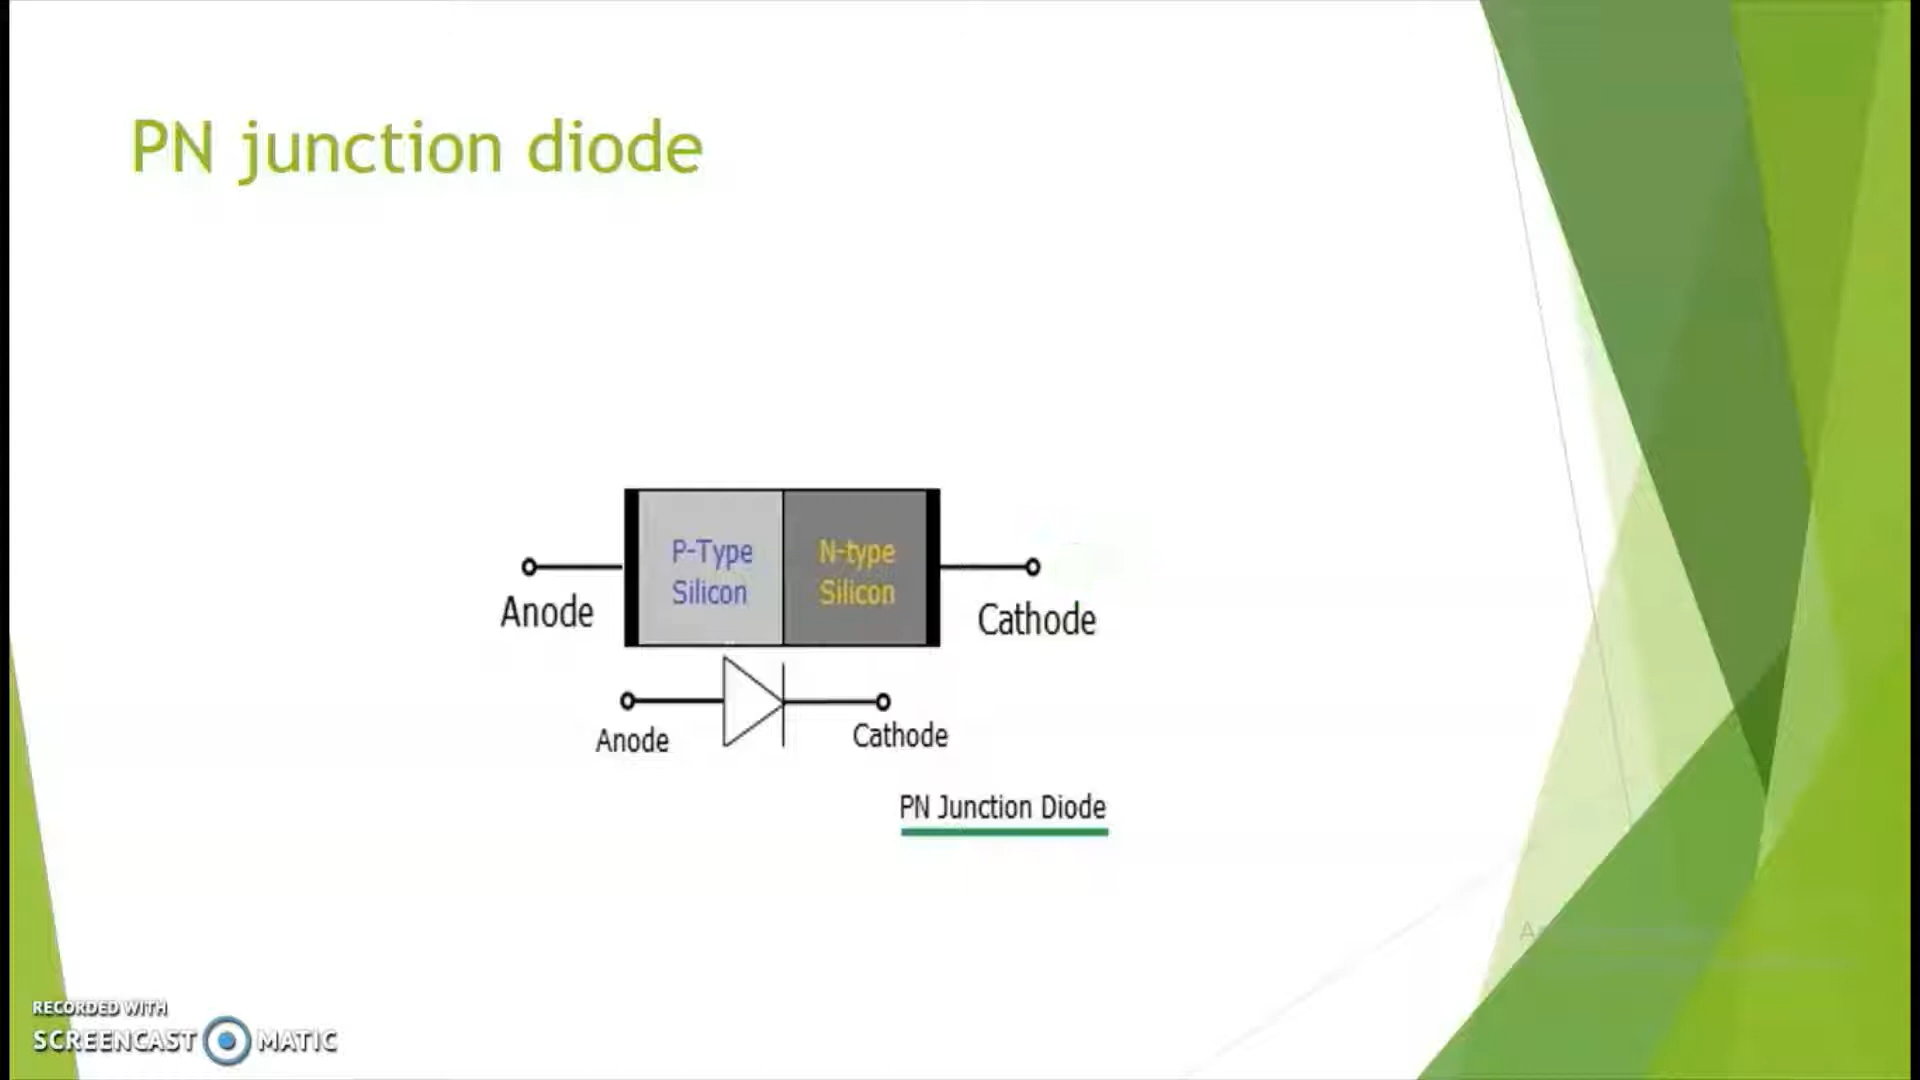 PN junction diode
P-Type
Silicon
N-type
Silicon
Anode
Cathode
Anode
Cathode
PN Junction Diode
RECORDED WITH
SCREENCAST MATIC